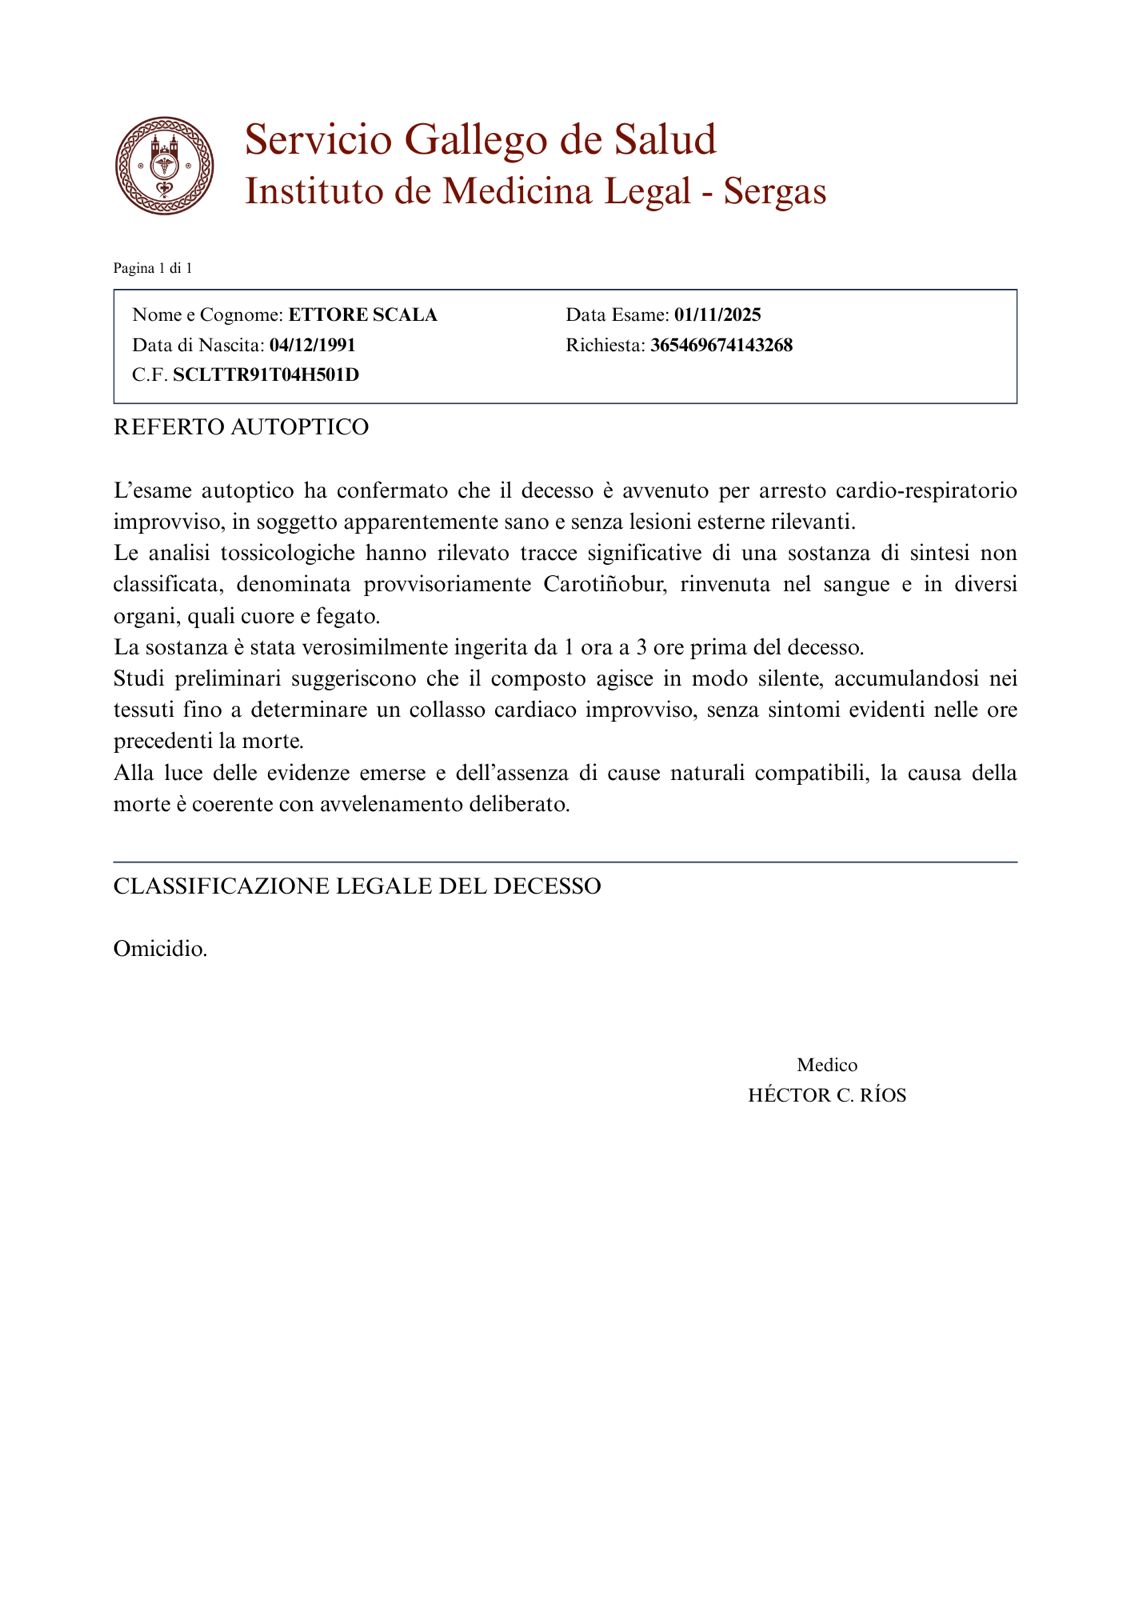 Servicio Gallego de Salud
Instituto de Medicina Legal - Sergas
Pagina 1 di 1
Nome e Cognome: ETTORE SCALA
Data di Nascita: 04/12/1991
C.F. SCLTTR91T04H501D
Data Esame: 01/11/2025
Richiesta: 365469674143268
REFERTO AUTOPTICO
L’esame autoptico ha confermato che il decesso è avvenuto per arresto cardio-respiratorio
improvviso, in soggetto apparentemente sano e senza lesioni esterne rilevanti.
Le analisi tossicologiche hanno rilevato tracce significative di una sostanza di sintesi non
classificata, denominata provvisoriamente Carotiñobur, rinvenuta nel sangue e in diversi
organi, quali cuore e fegato.
La sostanza è stata verosimilmente ingerita da 1 ora a 3 ore prima del decesso.
Studi preliminari suggeriscono che il composto agisce in modo silente, accumulandosi nei
tessuti fino a determinare un collasso cardiaco improvviso, senza sintomi evidenti nelle ore
precedenti la morte.
Alla luce delle evidenze emerse e dell’assenza di cause naturali compatibili, la causa della
morte è coerente con avvelenamento deliberato.
CLASSIFICAZIONE LEGALE DEL DECESSO
Omicidio.
Medico
HÉCTOR C. RÍOS